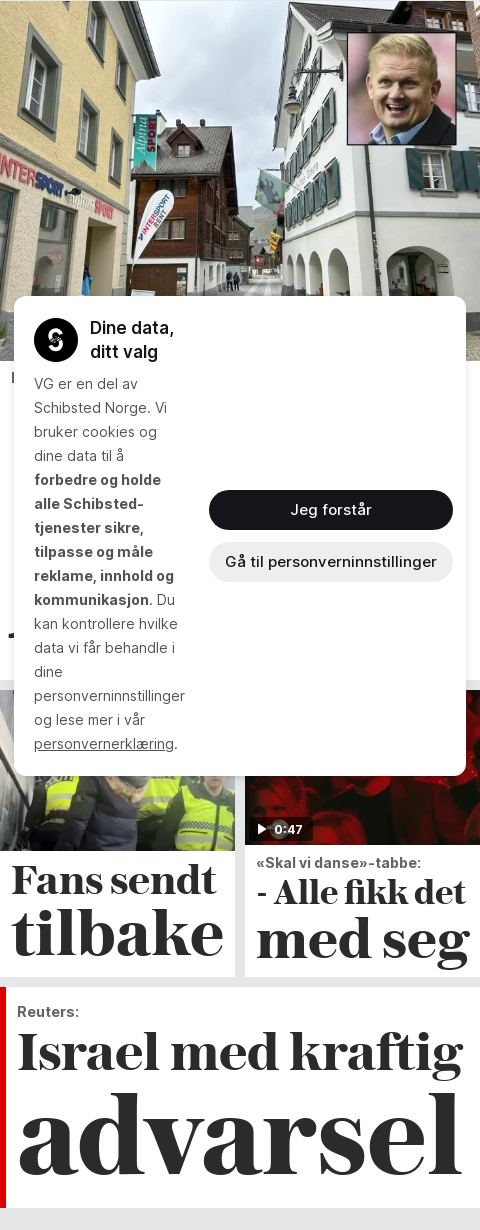 Alpina
SPORT
INTERSPORT
SPORT
INTERSPORT
RENT
S
Dine data,
ditt valg
VG er en del av
Schibsted Norge. Vi
bruker cookies og
dine data til å
forbedre og holde
alle Schibsted-
tjenester sikre,
tilpasse og måle
reklame, innhold og
kommunikasjon. Du
kan kontrollere hvilke
data vi får behandle i
dine
personverninnstillinger
og lese mer i vår
personvernerklæring.
Jeg forstår
Gå til personverninnstillinger
0:47
Fans sendt
tilbake
«Skal vi danse»-tabbe:
- Alle fikk det
med seg
Reuters:
Israel med kraftig
advarsel